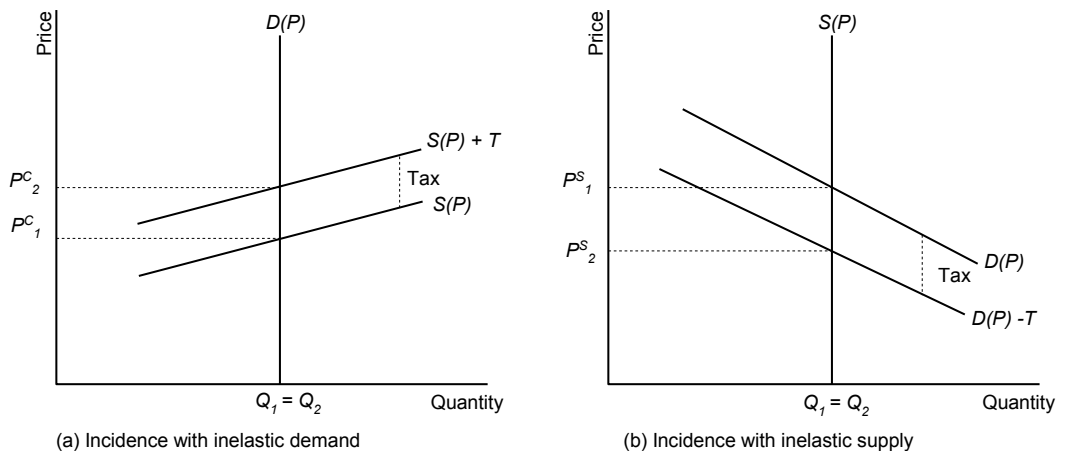 Price
D(P)
S(P) + T
Tax
S(P)
P^C_2
P^C_1
Q_1 = Q_2
Quantity
(a) Incidence with inelastic demand
Price
S(P)
P^S_1
P^S_2
D(P)
Tax
D(P) -T
Q_1 = Q_2
Quantity
(b) Incidence with inelastic supply